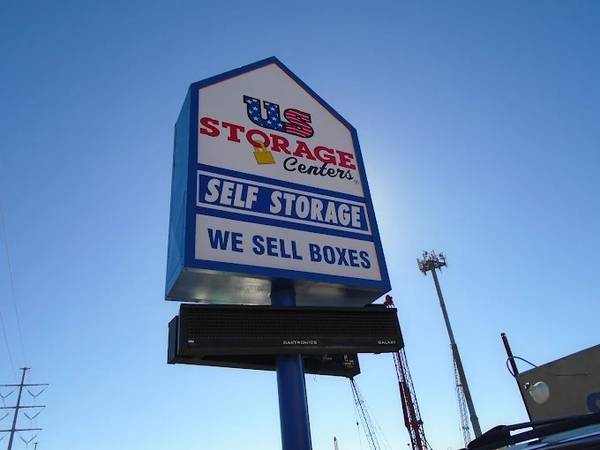 US
STORAGE
Centers
SELF STORAGE
WE SELL BOXES
DAKTRONICS GALAXY